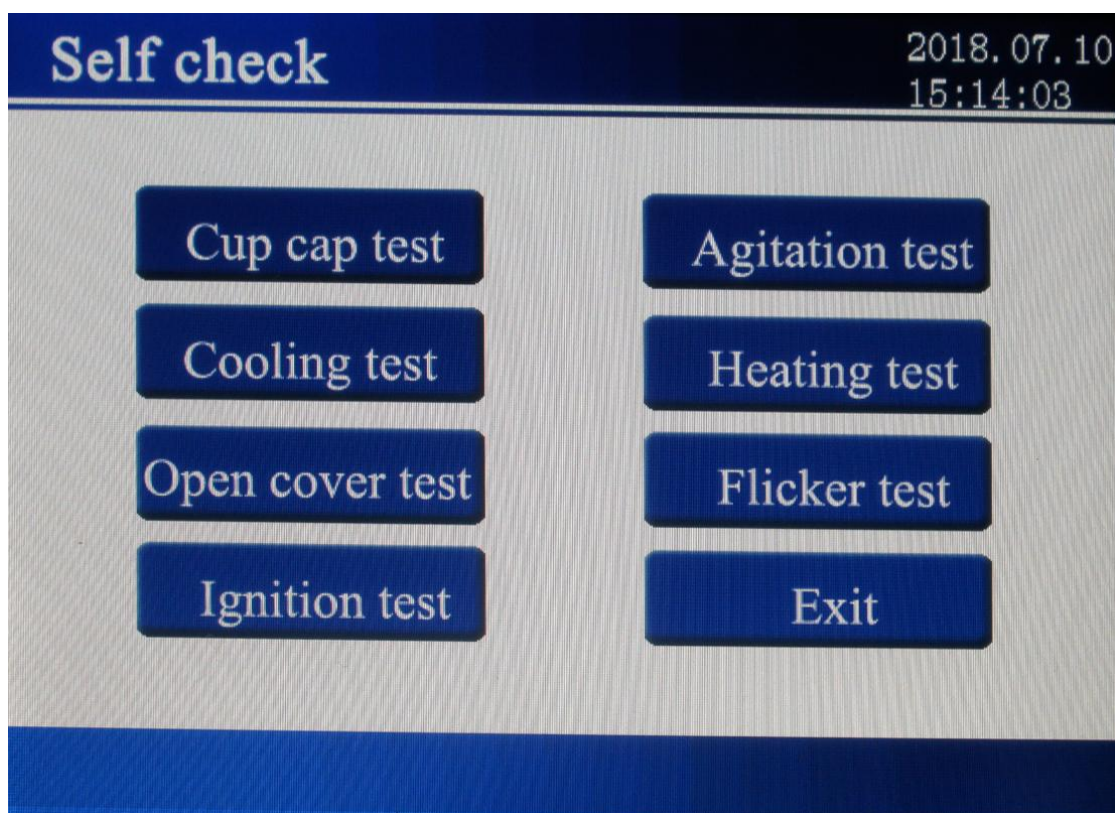 Self check
2018.07.10
15:14:03
Cup cap test
Agitation test
Cooling test
Heating test
Open cover test
Flicker test
Ignition test
Exit